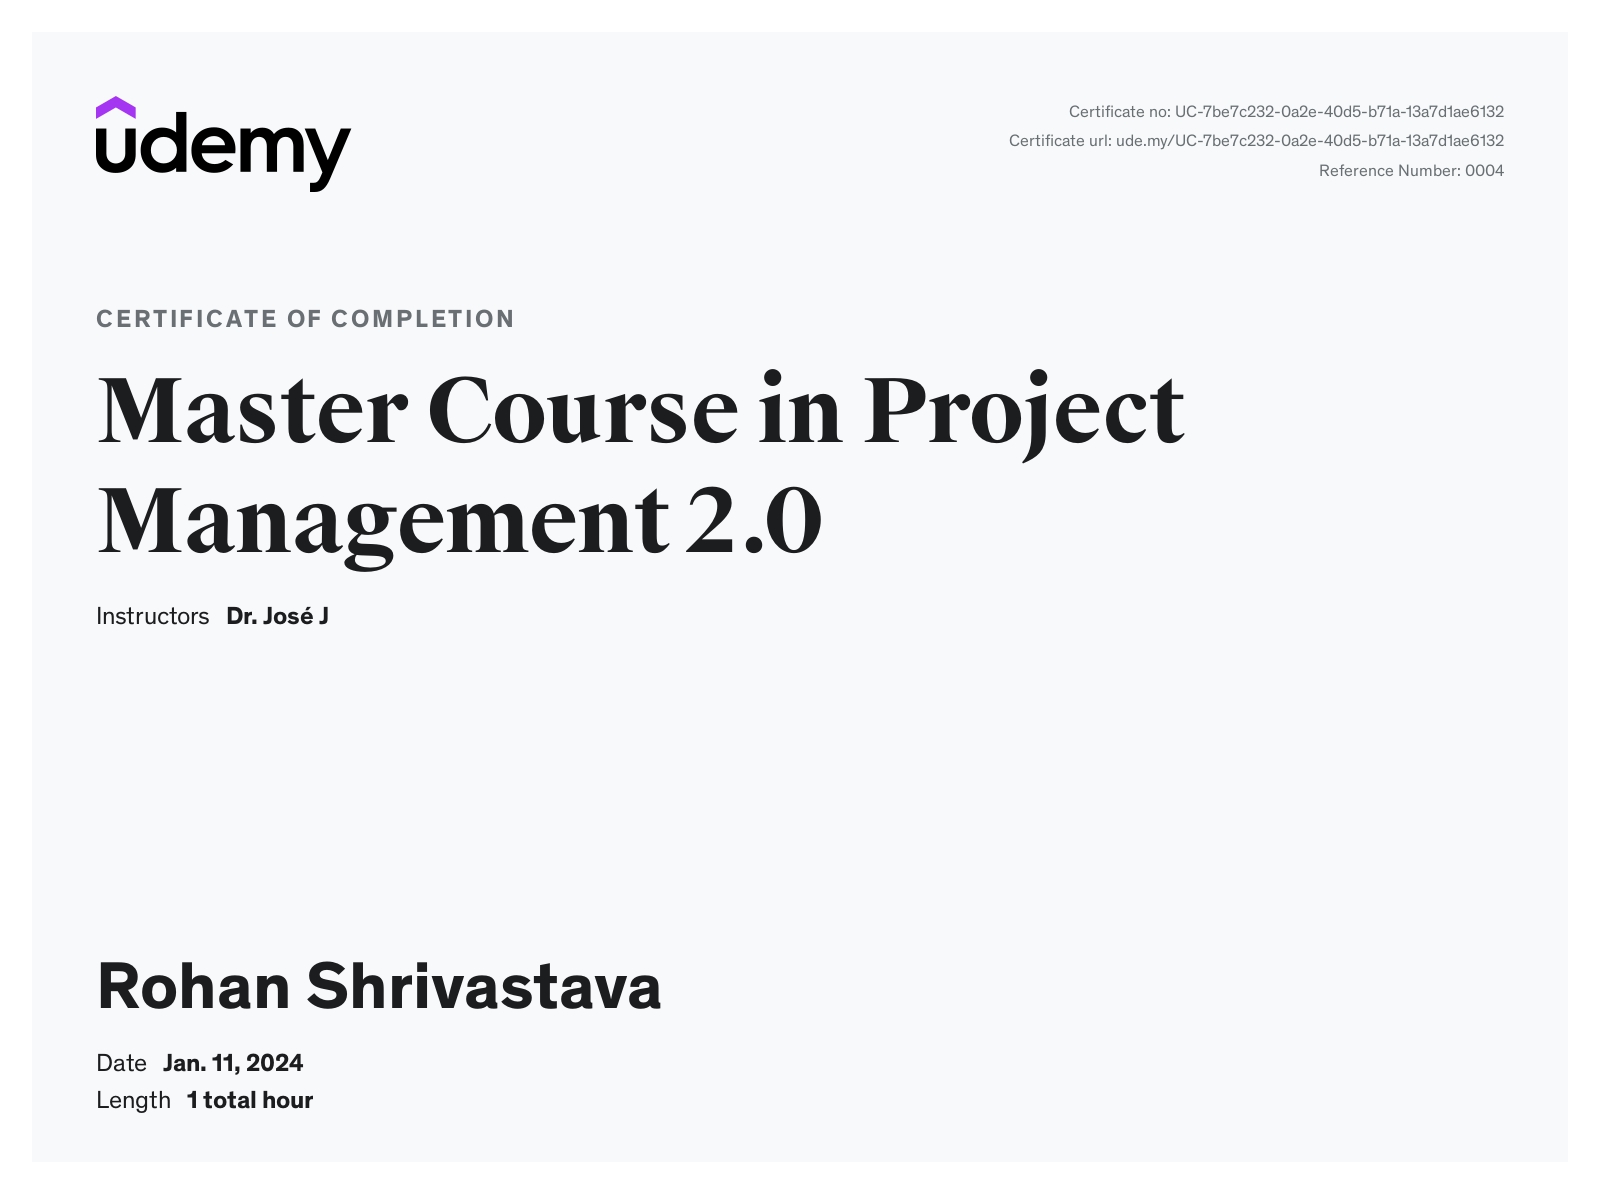 udemy
Certificate no: UC-7be7c232-0a2e-40d5-b71a-13a7d1ae6132
Certificate url: ude.my/UC-7be7c232-0a2e-40d5-b71a-13a7d1ae6132
Reference Number: 0004
CERTIFICATE OF COMPLETION
Master Course in Project
Management 2.0
Instructors Dr. José J
Rohan Shrivastava
Date Jan. 11, 2024
Length 1 total hour